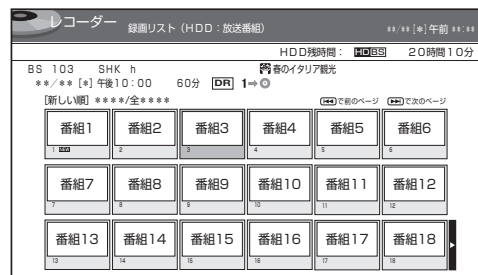 レコーダー 録画リスト（HDD：放送番組） **/** [*] 午前 **:**
HDD残時間： HDBS 20時間10分
BS 103 SHK h 春のイタリア観光
**/** [*] 午後10:00 60分 DR 1⇒◎
[新しい順] ****/全**** ⏮で前のページ ⏭で次のページ
番組1 番組2 番組3 番組4 番組5 番組6
1 NEW 2 3 4 5 6
番組7 番組8 番組9 番組10 番組11 番組12
7 8 9 10 11 12
番組13 番組14 番組15 番組16 番組17 番組18
13 14 15 16 17 18